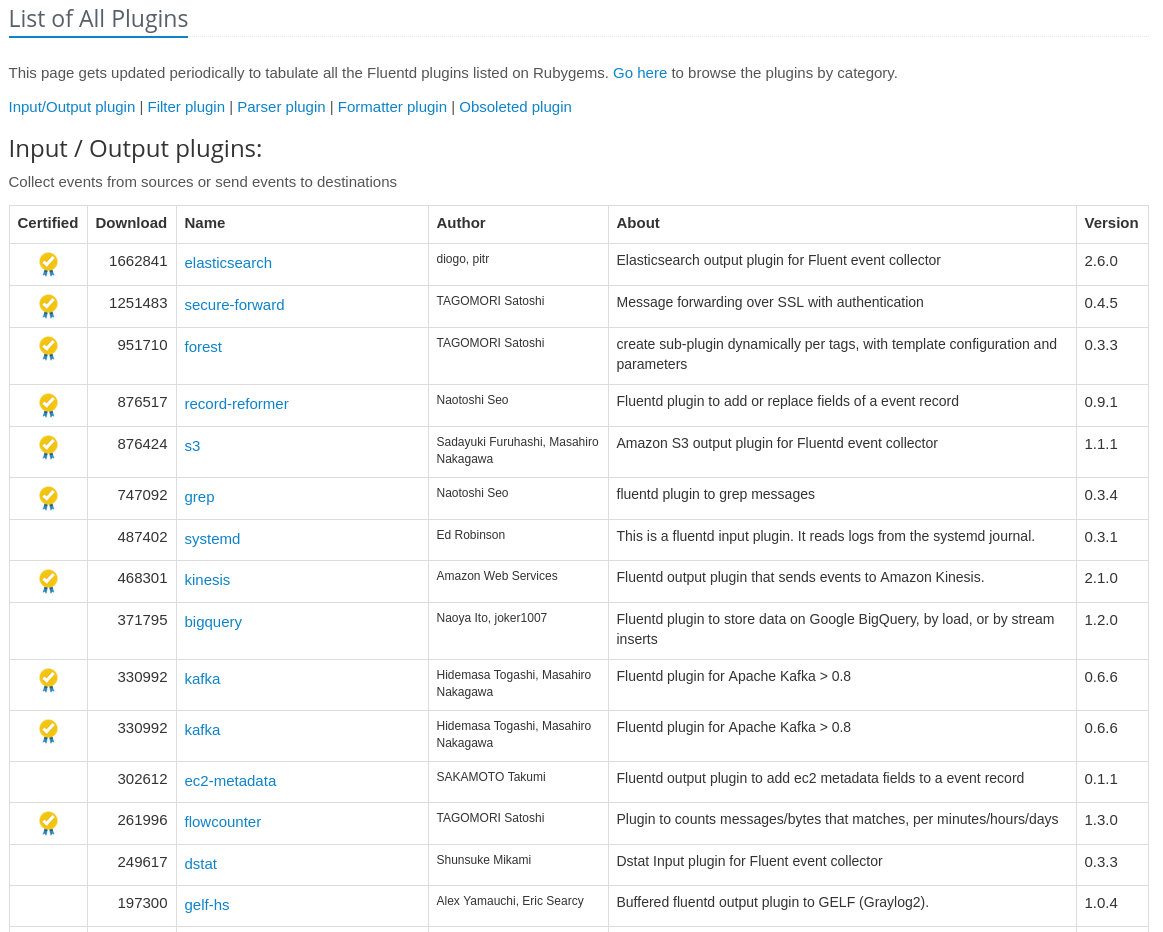 List of All Plugins
This page gets updated periodically to tabulate all the Fluentd plugins listed on Rubygems. Go here to browse the plugins by category.
Input/Output plugin | Filter plugin | Parser plugin | Formatter plugin | Obsoleted plugin
Input / Output plugins:
Collect events from sources or send events to destinations
Certified Download Name Author About Version
1662841 elasticsearch diogo, pitr Elasticsearch output plugin for Fluent event collector 2.6.0
1251483 secure-forward TAGOMORI Satoshi Message forwarding over SSL with authentication 0.4.5
951710 forest TAGOMORI Satoshi create sub-plugin dynamically per tags, with template configuration and 0.3.3
parameters
876517 record-reformer Naotoshi Seo Fluentd plugin to add or replace fields of a event record 0.9.1
876424 s3 Sadayuki Furuhashi, Masahiro Amazon S3 output plugin for Fluentd event collector 1.1.1
Nakagawa
747092 grep Naotoshi Seo fluentd plugin to grep messages 0.3.4
487402 systemd Ed Robinson This is a fluentd input plugin. It reads logs from the systemd journal. 0.3.1
468301 kinesis Amazon Web Services Fluentd output plugin that sends events to Amazon Kinesis. 2.1.0
371795 bigquery Naoya Ito, joker1007 Fluentd plugin to store data on Google BigQuery, by load, or by stream 1.2.0
inserts
330992 kafka Hidemasa Togashi, Masahiro Fluentd plugin for Apache Kafka > 0.8 0.6.6
Nakagawa
330992 kafka Hidemasa Togashi, Masahiro Fluentd plugin for Apache Kafka > 0.8 0.6.6
Nakagawa
302612 ec2-metadata SAKAMOTO Takumi Fluentd output plugin to add ec2 metadata fields to a event record 0.1.1
261996 flowcounter TAGOMORI Satoshi Plugin to counts messages/bytes that matches, per minutes/hours/days 1.3.0
249617 dstat Shunsuke Mikami Dstat Input plugin for Fluent event collector 0.3.3
197300 gelf-hs Alex Yamauchi, Eric Searcy Buffered fluentd output plugin to GELF (Graylog2). 1.0.4